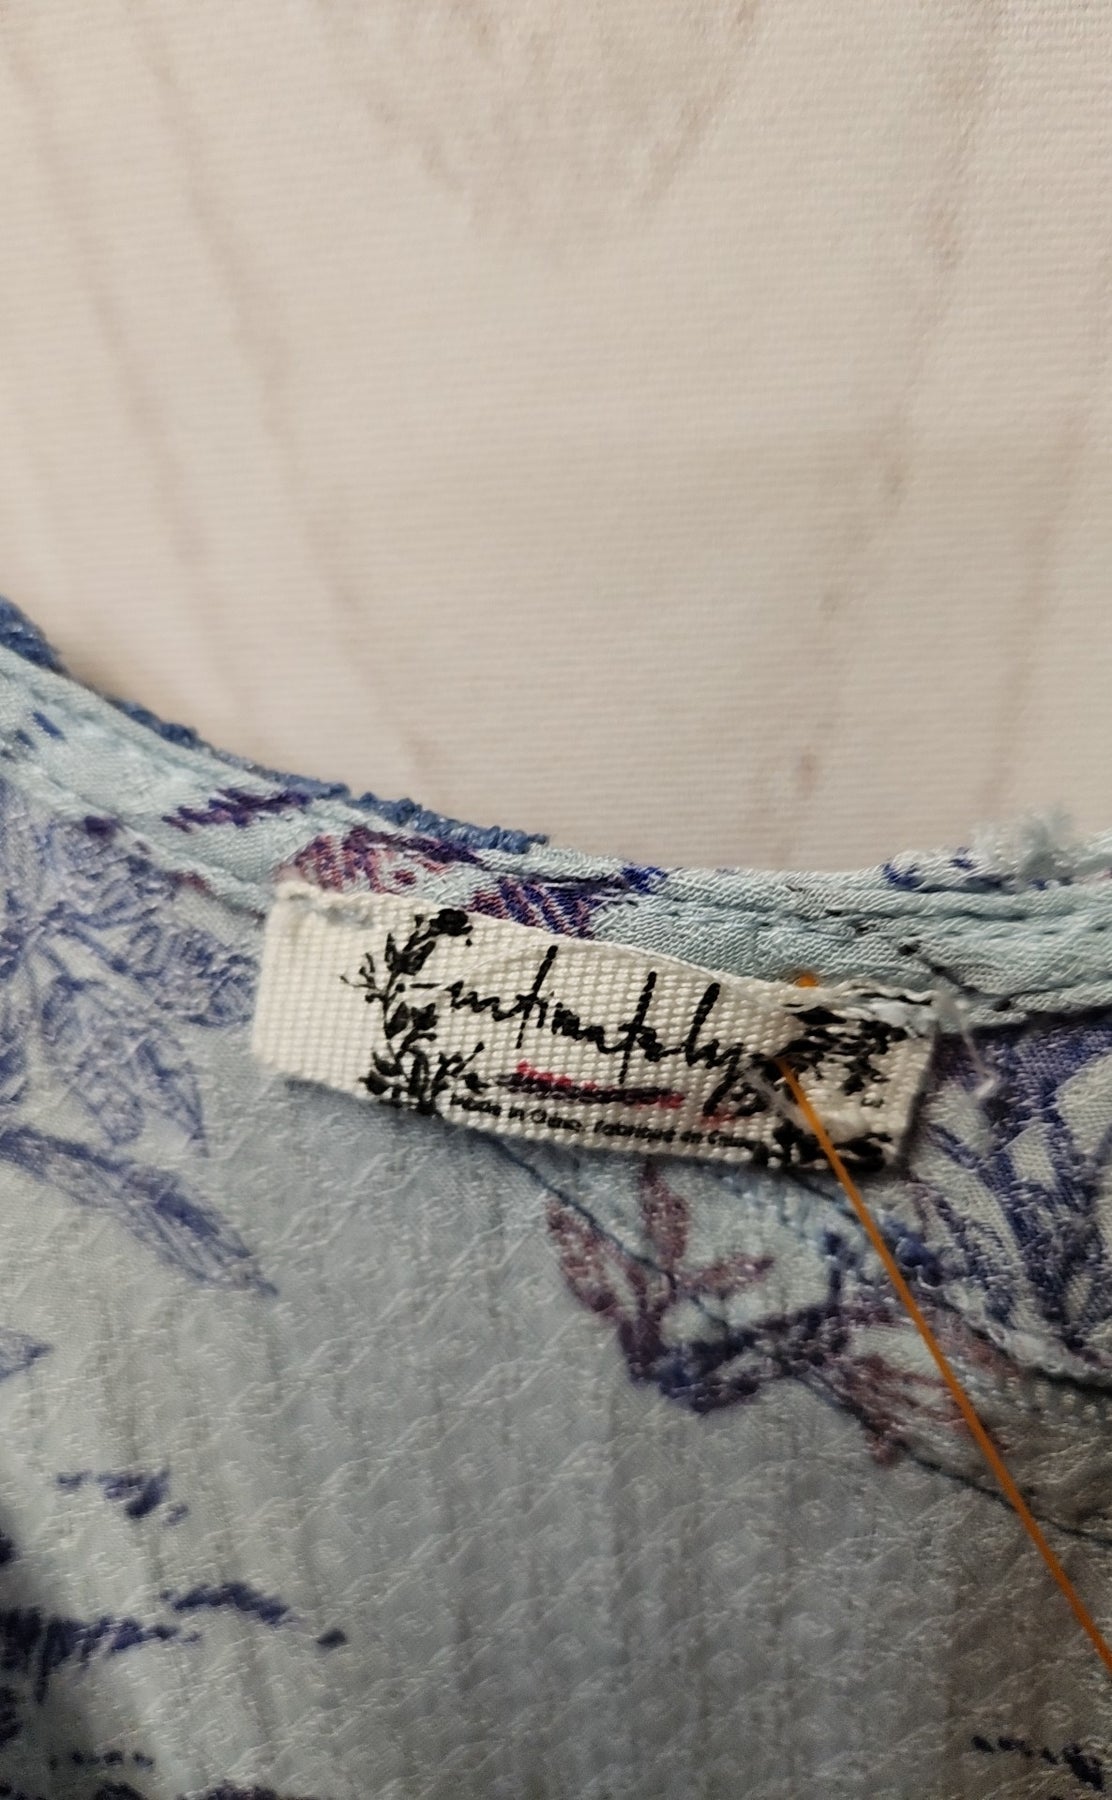 intimately
Made in China. Fabriqué en Chine